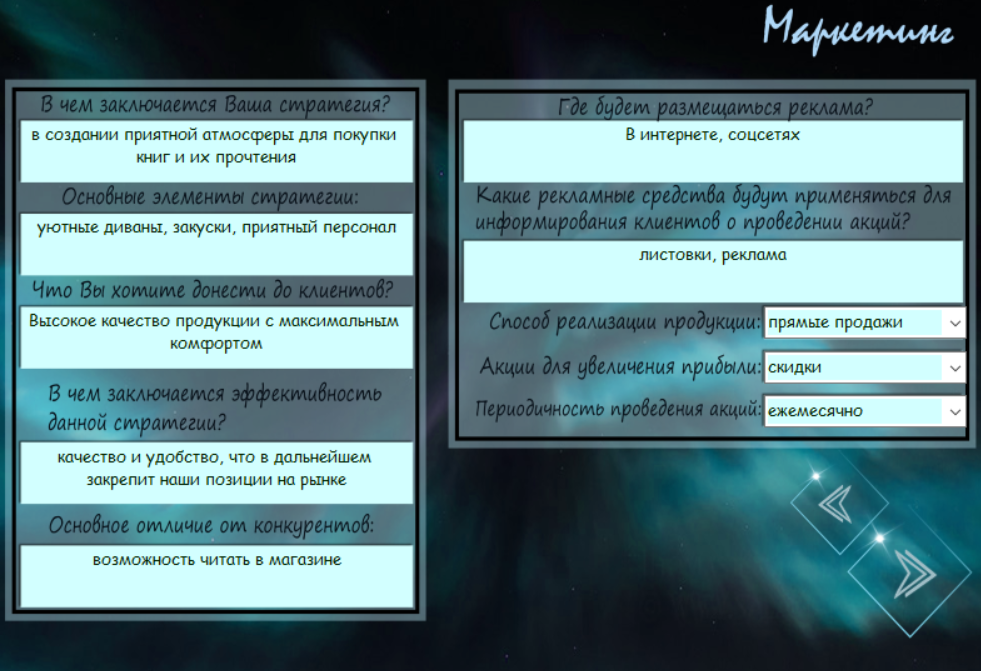 Маркетинг
В чем заключается Ваша стратегия?
в создании приятной атмосферы для покупки
книг и их прочтения
Основные элементы стратегии:
уютные диваны, закуски, приятный персонал
Что Вы хотите донести до клиентов?
Высокое качество продукции с максимальным
комфортом
В чем заключается эффективность
данной стратегии?
качество и удобство, что в дальнейшем
закрепит наши позиции на рынке
Основное отличие от конкурентов:
возможность читать в магазине
Где будет размещаться реклама?
В интернете, соцсетях
Какие рекламные средства будут применяться для
информирования клиентов о проведении акций?
листовки, реклама
Способ реализации продукции: прямые продажи
Акции для увеличения прибыли: скидки
Периодичность проведения акций: ежемесячно